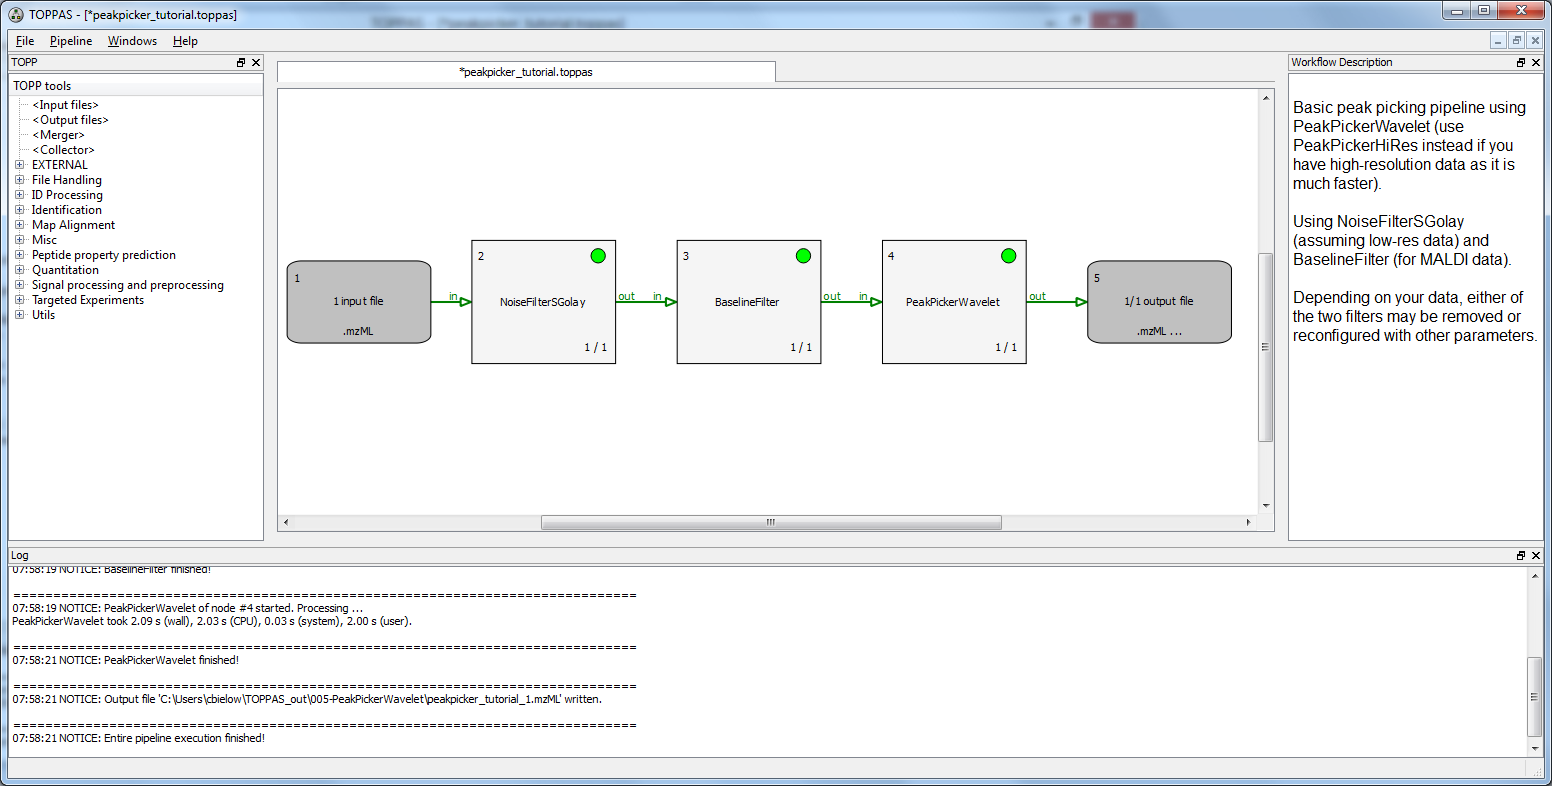 TOPPAS - [*peakpicker_tutorial.toppas]
File Pipeline Windows Help
TOPP
TOPP tools
<Input files>
<Output files>
<Merger>
<Collector>
EXTERNAL
File Handling
ID Processing
Identification
Map Alignment
Misc
Peptide property prediction
Quantitation
Signal processing and preprocessing
Targeted Experiments
Utils
*peakpicker_tutorial.toppas
1
1 input file
.mzML
in
2
NoiseFilterSGolay
1 / 1
out in
3
BaselineFilter
1 / 1
out in
4
PeakPickerWavelet
1 / 1
out
5
1/1 output file
.mzML ...
Workflow Description
Basic peak picking pipeline using
PeakPickerWavelet (use
PeakPickerHiRes instead if you
have high-resolution data as it is
much faster).
Using NoiseFilterSGolay
(assuming low-res data) and
BaselineFilter (for MALDI data).
Depending on your data, either of
the two filters may be removed or
reconfigured with other parameters.
Log
07:58:19 NOTICE: BaselineFilter finished!
==============================================================================
07:58:19 NOTICE: PeakPickerWavelet of node #4 started. Processing ...
PeakPickerWavelet took 2.09 s (wall), 2.03 s (CPU), 0.03 s (system), 2.00 s (user).
==============================================================================
07:58:21 NOTICE: PeakPickerWavelet finished!
==============================================================================
07:58:21 NOTICE: Output file 'C:\Users\cbielow\TOPPAS_out\005-PeakPickerWavelet\peakpicker_tutorial_1.mzML' written.
==============================================================================
07:58:21 NOTICE: Entire pipeline execution finished!